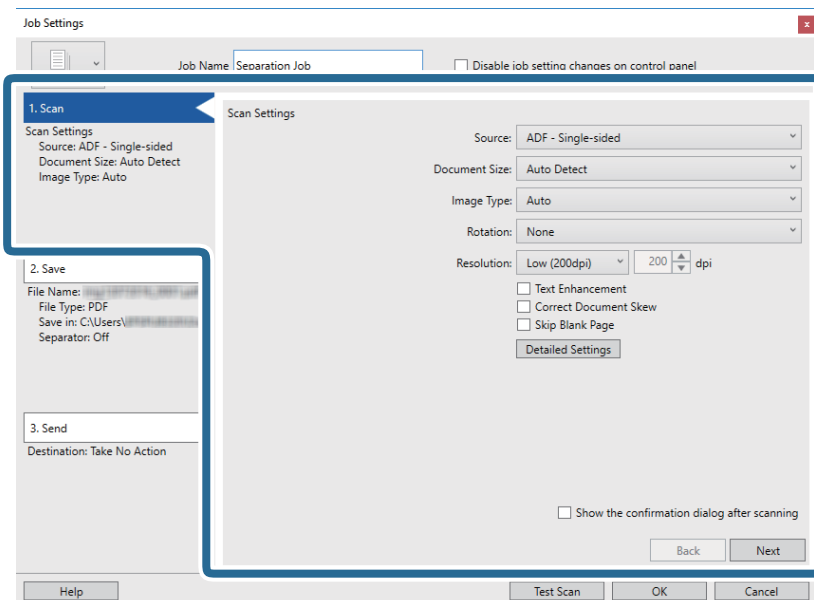 Job Settings
x
Job Name Separation Job Disable job setting changes on control panel
1. Scan
Scan Settings
Source: ADF - Single-sided
Document Size: Auto Detect
Image Type: Auto
2. Save
File Name:
File Type: PDF
Save in: C:\Users\
Separator: Off
3. Send
Destination: Take No Action
Scan Settings
Source: ADF - Single-sided
Document Size: Auto Detect
Image Type: Auto
Rotation: None
Resolution: Low (200dpi) 200 dpi
Text Enhancement
Correct Document Skew
Skip Blank Page
Detailed Settings
Show the confirmation dialog after scanning
Back Next
Help Test Scan OK Cancel